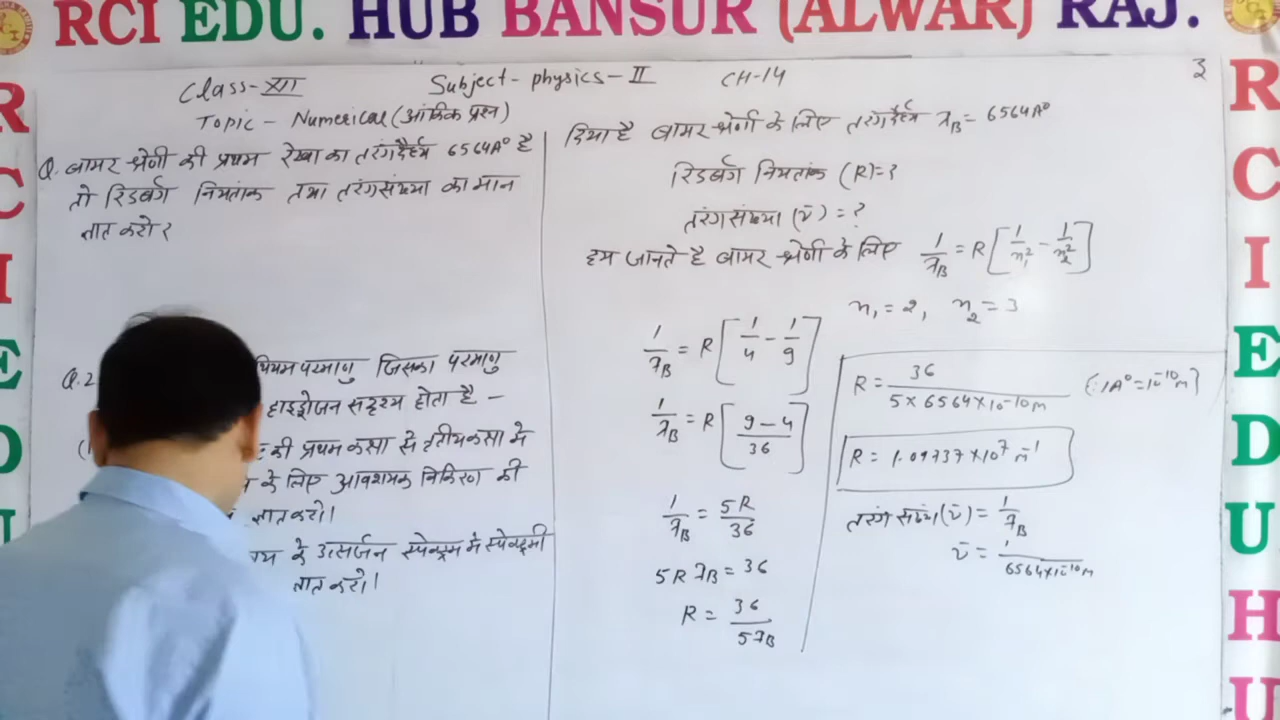 RCI EDU. HUB BANSUR (ALWAR) RAJ.
3
Class-XII Subject-physics-II CH-14
Topic - Numerical (आंकिक प्रश्न)
Q. बामर श्रेणी की प्रथम रेखा का तरंगदैर्ध्य 6564A° है
तो रिडबर्ग नियतांक तथा तरंगसंख्या का मान
ज्ञात करो?
Q.2 परमाणु जिसका परमाणु
हाइड्रोजन सदृश्य होता है -
की प्रथम कक्षा से तृतीय कक्षा में
के लिए आवश्यक विकिरण की
ज्ञात करो।
के उत्सर्जन स्पेक्ट्रम में स्पेक्ट्रमी
ज्ञात करो।
दिया है बामर श्रेणी के लिए तरंगदैर्ध्य λB = 6564A°
रिडबर्ग नियतांक (R)=?
तरंगसंख्या (ν̄) = ?
हम जानते है बामर श्रेणी के लिए 1/λB = R[1/n₁² - 1/n₂²]
n₁ = 2, n₂ = 3
1/λB = R[1/4 - 1/9]
1/λB = R[9-4/36]
1/λB = 5R/36
5RλB = 36
R = 36/5λB
R = 36/5×6564×10⁻¹⁰m (∵1A°=10⁻¹⁰m)
R = 1.09737×10⁷ m⁻¹
तरंग संख्या(ν̄) = 1/λB
ν̄ = 1/6564×10⁻¹⁰m
R
C
I
E
D
U
R
C
I
E
D
U
H
U